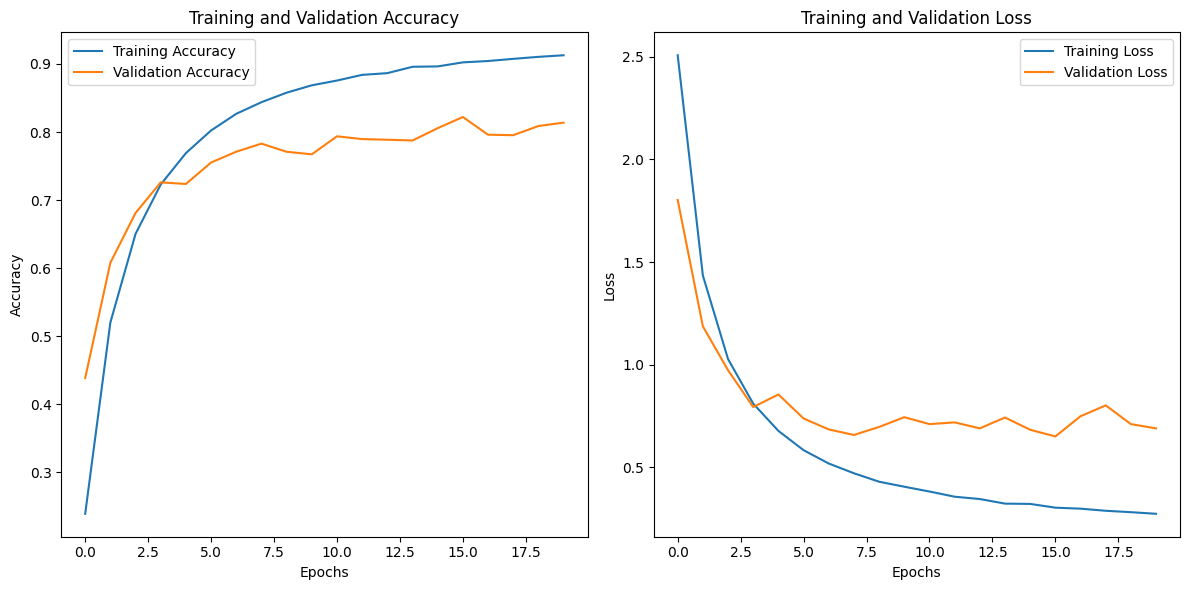 Training and Validation Accuracy
Training Accuracy
Validation Accuracy
0.9
0.8
0.7
0.6
0.5
0.4
0.3
Accuracy
0.0 2.5 5.0 7.5 10.0 12.5 15.0 17.5
Epochs
Training and Validation Loss
Training Loss
Validation Loss
2.5
2.0
1.5
1.0
0.5
Loss
0.0 2.5 5.0 7.5 10.0 12.5 15.0 17.5
Epochs